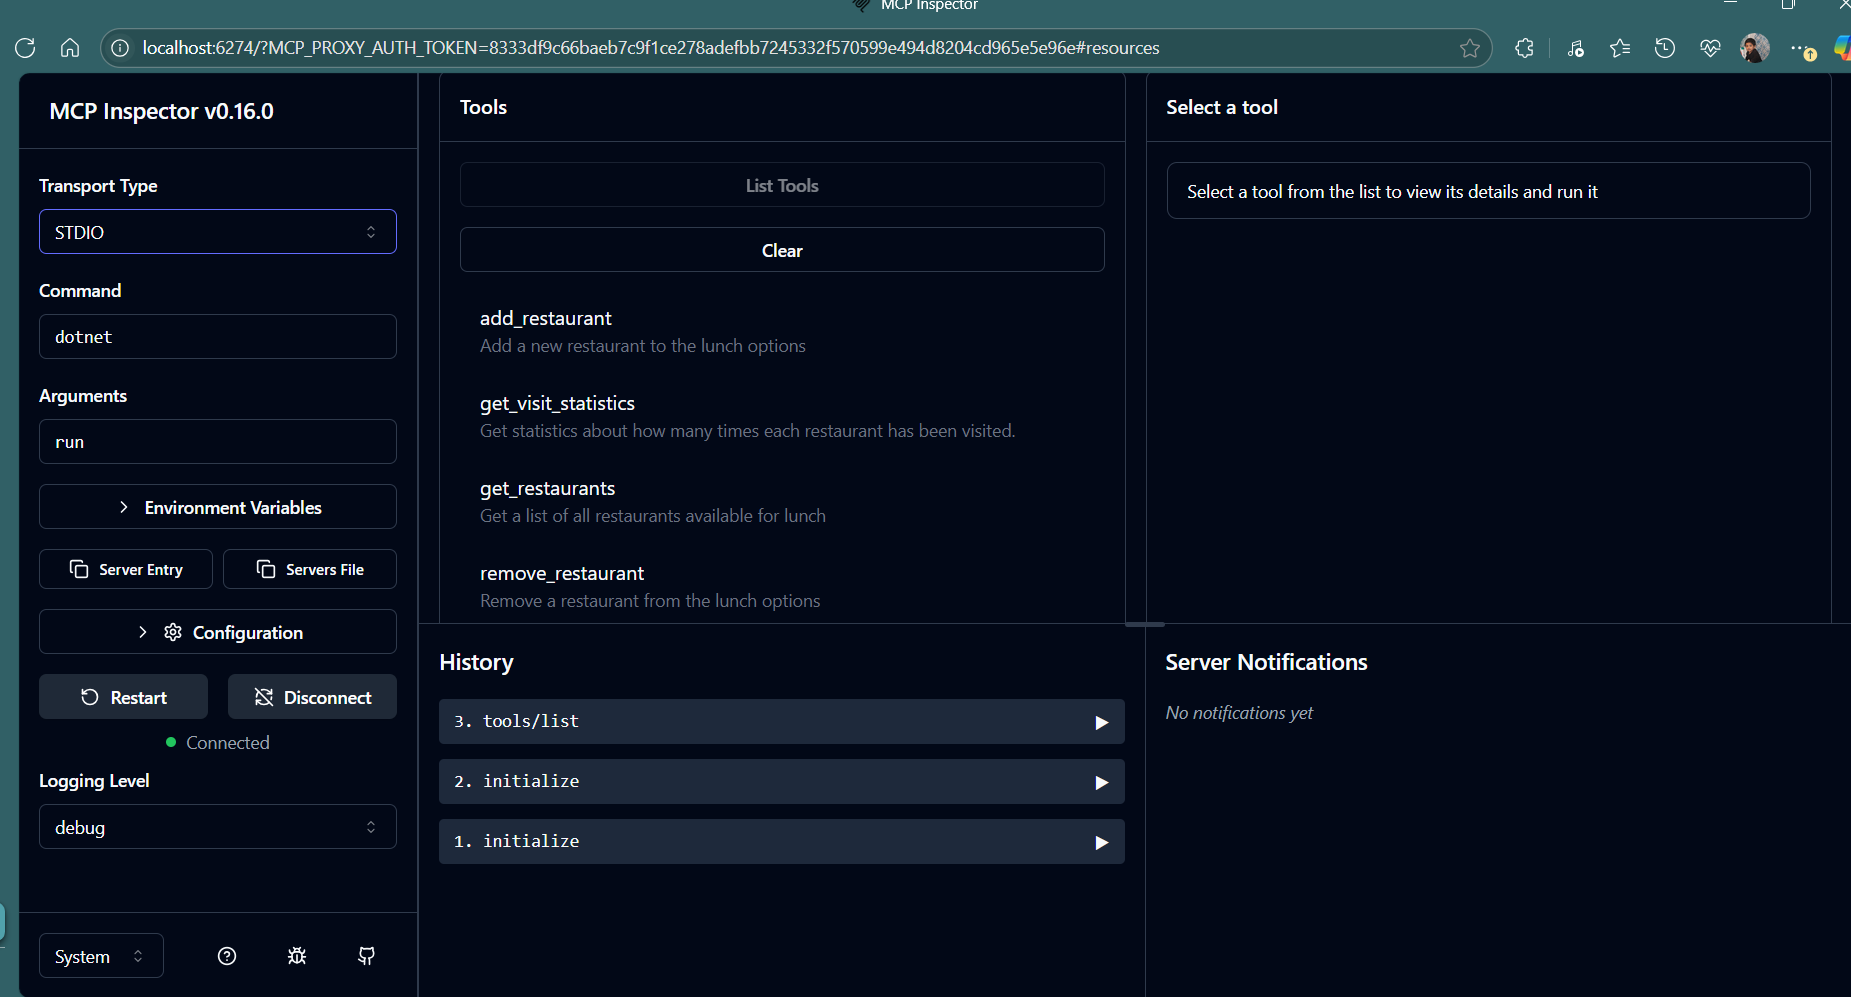 MCP Inspector
localhost:6274/?MCP_PROXY_AUTH_TOKEN=8333df9c66baeb7c9f1ce278adefbb7245332f570599e494d8204cd965e5e96e#resources
MCP Inspector v0.16.0
Transport Type
STDIO
Command
dotnet
Arguments
run
Environment Variables
Server Entry
Servers File
Configuration
Restart
Disconnect
Connected
Logging Level
debug
System
Tools
List Tools
Clear
add_restaurant
Add a new restaurant to the lunch options
get_visit_statistics
Get statistics about how many times each restaurant has been visited.
get_restaurants
Get a list of all restaurants available for lunch
remove_restaurant
Remove a restaurant from the lunch options
Select a tool
Select a tool from the list to view its details and run it
History
3. tools/list
2. initialize
1. initialize
Server Notifications
No notifications yet